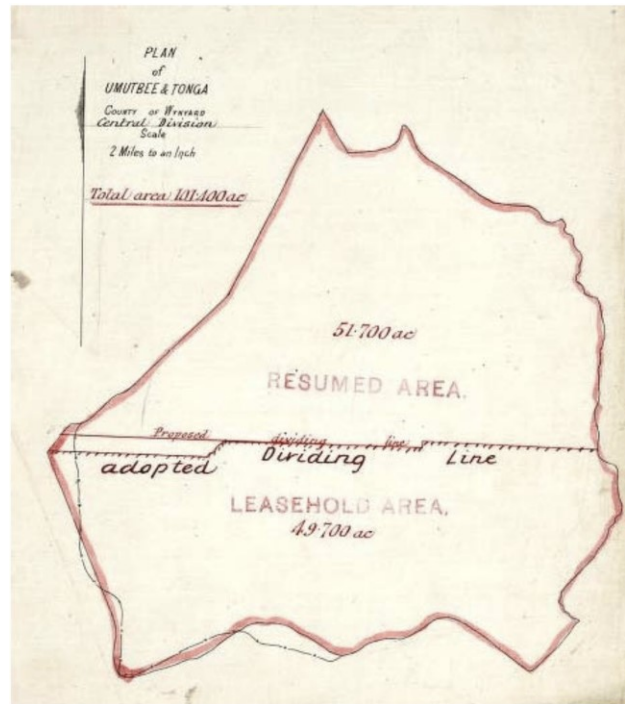 PLAN
of
UMUTBEE & TONGA
COUNTY OF WYNYARD
Central Division
Scale
2 Miles to an Inch
Total area 101·400 ac
51·700 ac
RESUMED AREA.
Proposed dividing line
adopted Dividing Line
LEASEHOLD AREA.
49·700 ac